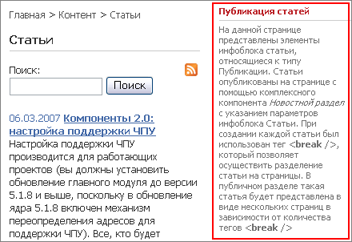 Главная > Контент > Статьи
Статьи
Поиск:
Поиск
06.03.2007 Компоненты 2.0:
настройка поддержки ЧПУ
Настройка поддержки ЧПУ
производится для работающих
проектов (вы должны установить
обновление главного модуля до версии
5.1.8 и выше, поскольку в обновление
ядра 5.1.8 включен механизм
переопределения адресов для
поддержки ЧПУ). Все, кто будет
Публикация статей
На данной странице
представлены элементы
инфоблока статьи,
относящиеся к типу
Публикации. Статьи
опубликованы на странице с
помощью комплексного
компонента Новостной раздел
с указанием параметров
инфоблока Статьи. При
создании каждой статьи был
использован тег <break />,
который позволяет
осуществить разделение
статьи на страницы. В
публичном разделе такая
статья будет представлена в
виде нескольких страниц в
зависимости от количества
тегов <break />